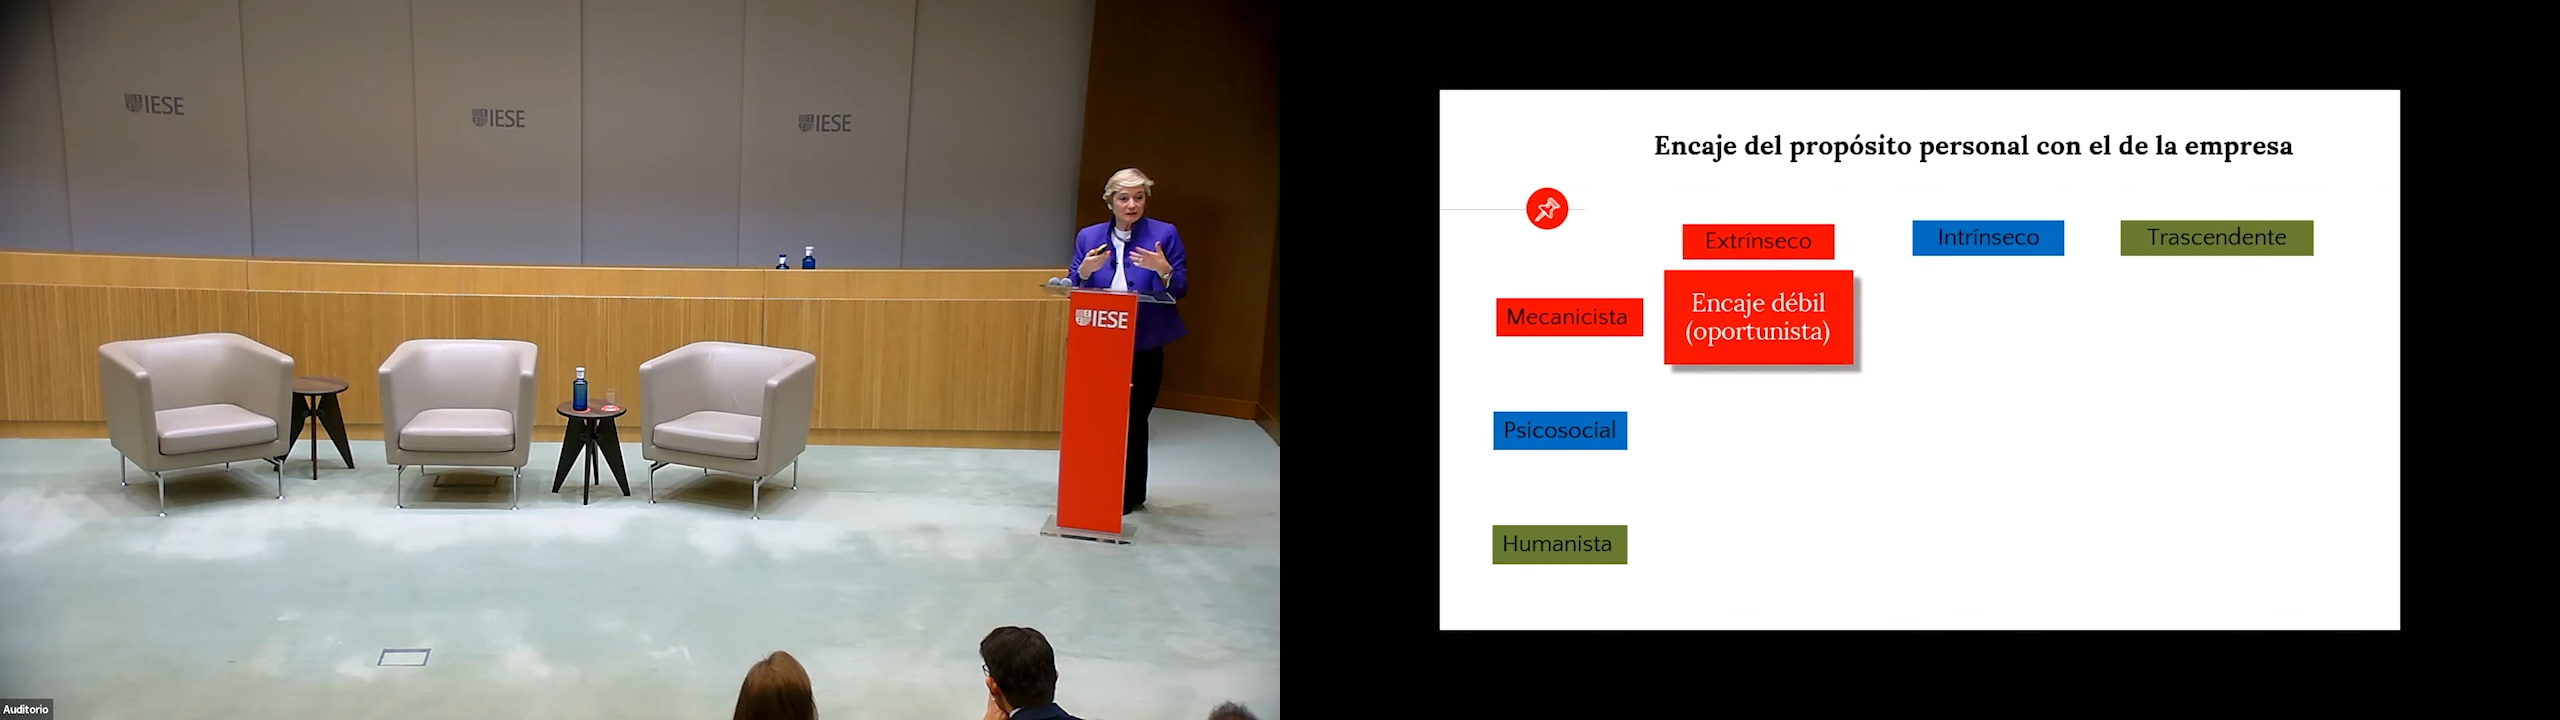 IESE
IESE
IESE
IESE
Auditorio
Encaje del propósito personal con el de la empresa
Extrínseco
Intrínseco
Trascendente
Mecanicista
Encaje débil
(oportunista)
Psicosocial
Humanista